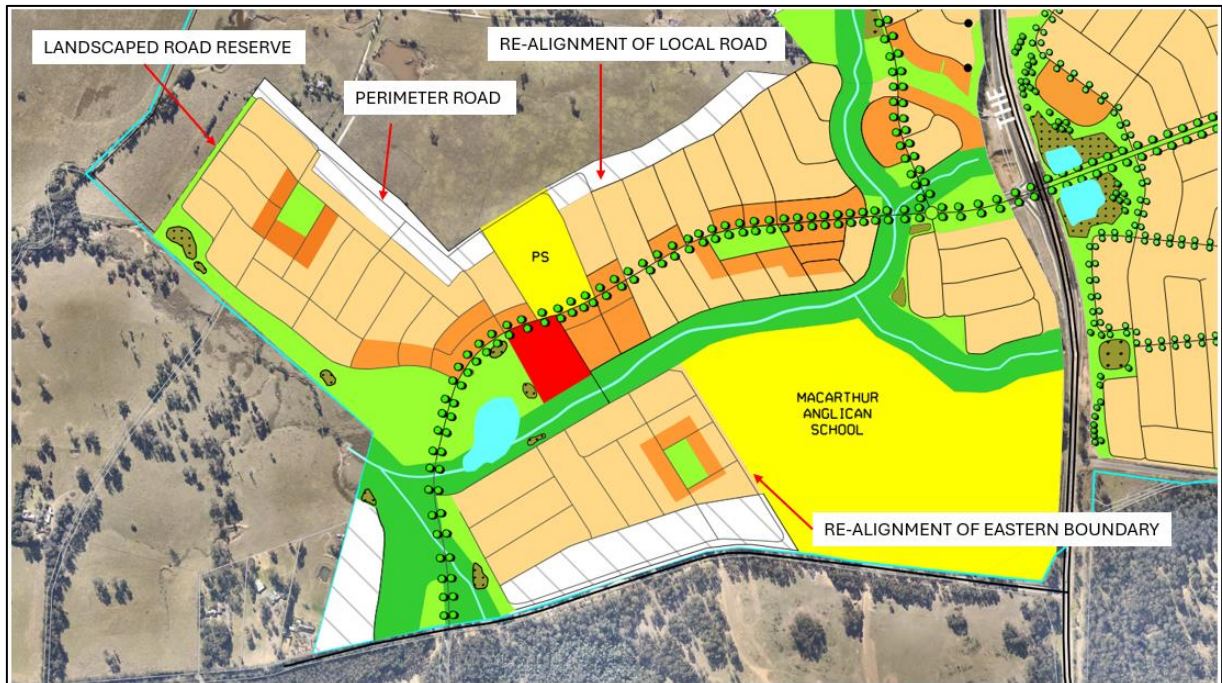 LANDSCAPED ROAD RESERVE
RE-ALIGNMENT OF LOCAL ROAD
PERIMETER ROAD
THE
PS
MACARTHUR
ANGLICAN
SCHOOL
RE-ALIGNMENT OF EASTERN BOUNDARY